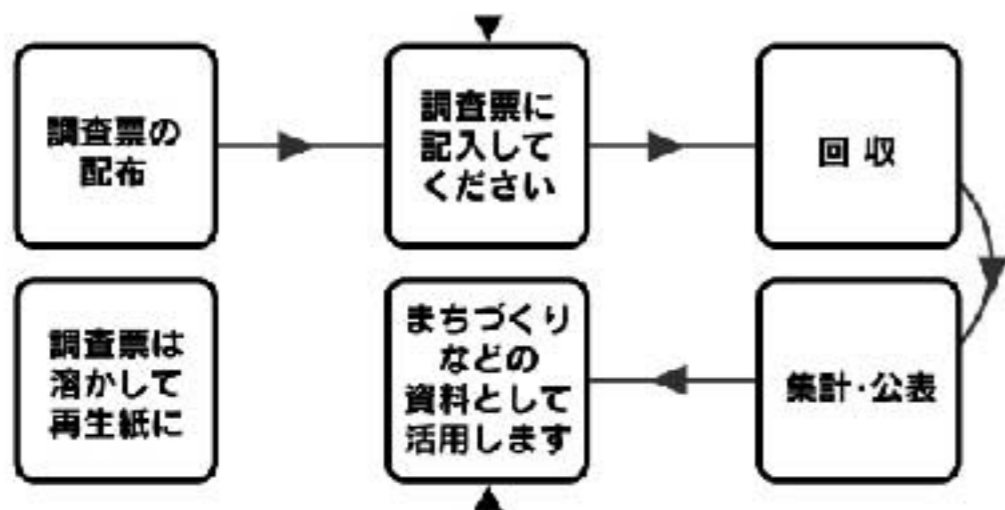 調査票の
配布
調査票に
記入して
ください
回収
集計・公表
まちづくり
などの
資料として
活用します
調査票は
溶かして
再生紙に